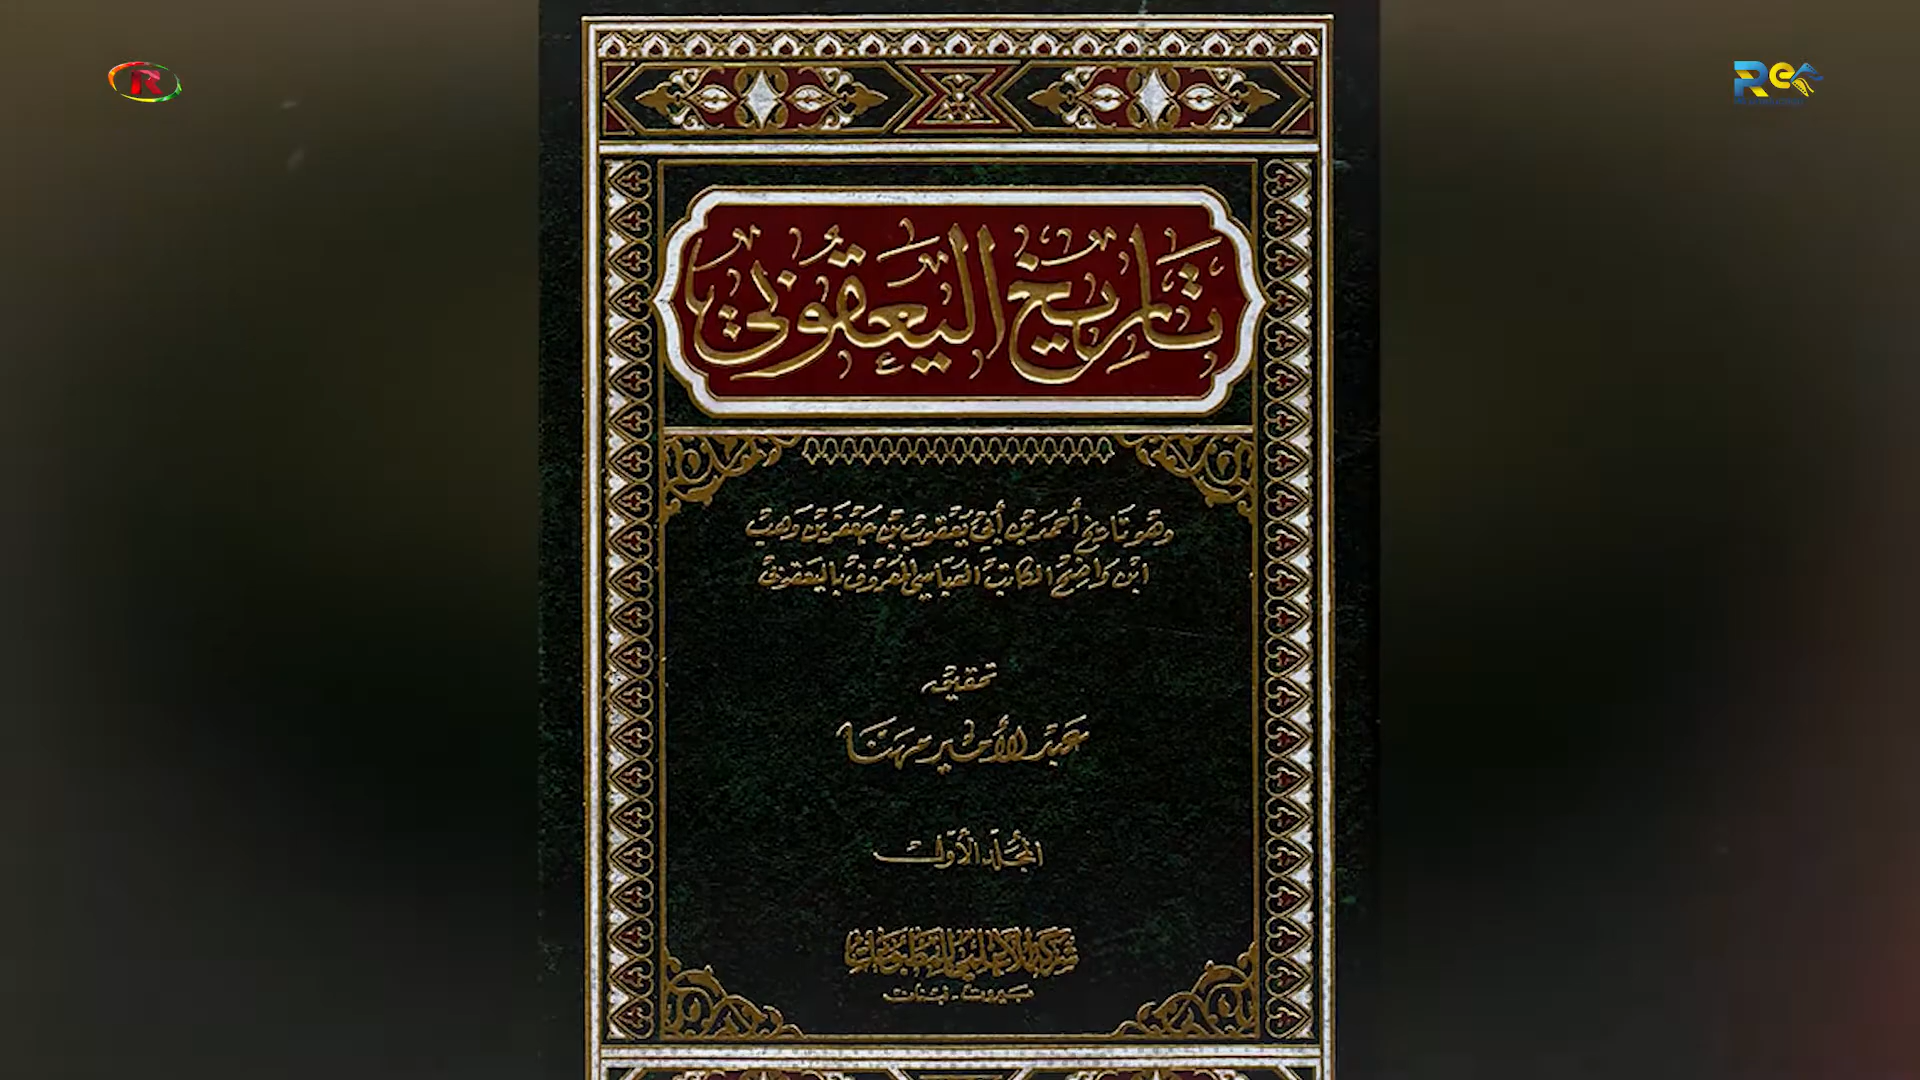 تاريخ اليعقوبي
وهو تاريخ أحمد بن أبي يعقوب بن جعفر بن وهب
ابن واضح الكاتب العباسي المعروف باليعقوبي
تحقيق
عبد الأمير مهنا
المجلد الأول
شركة الأعلمي للمطبوعات
بيروت - لبنان
R